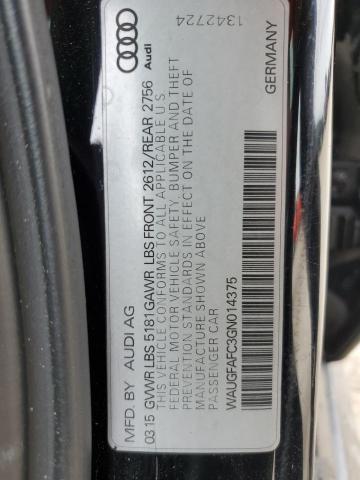 MFD. BY AUDI AG
03.15 GVWR LBS 5181 GAWR LBS FRONT 2612/REAR 2756
THIS VEHICLE CONFORMS TO ALL APPLICABLE U.S.
FEDERAL MOTOR VEHICLE SAFETY, BUMPER AND THEFT
PREVENTION STANDARDS IN EFFECT ON THE DATE OF
MANUFACTURE SHOWN ABOVE
PASSENGER CAR
WAUGFAFC3GN014375
GERMANY
Audi
1342724